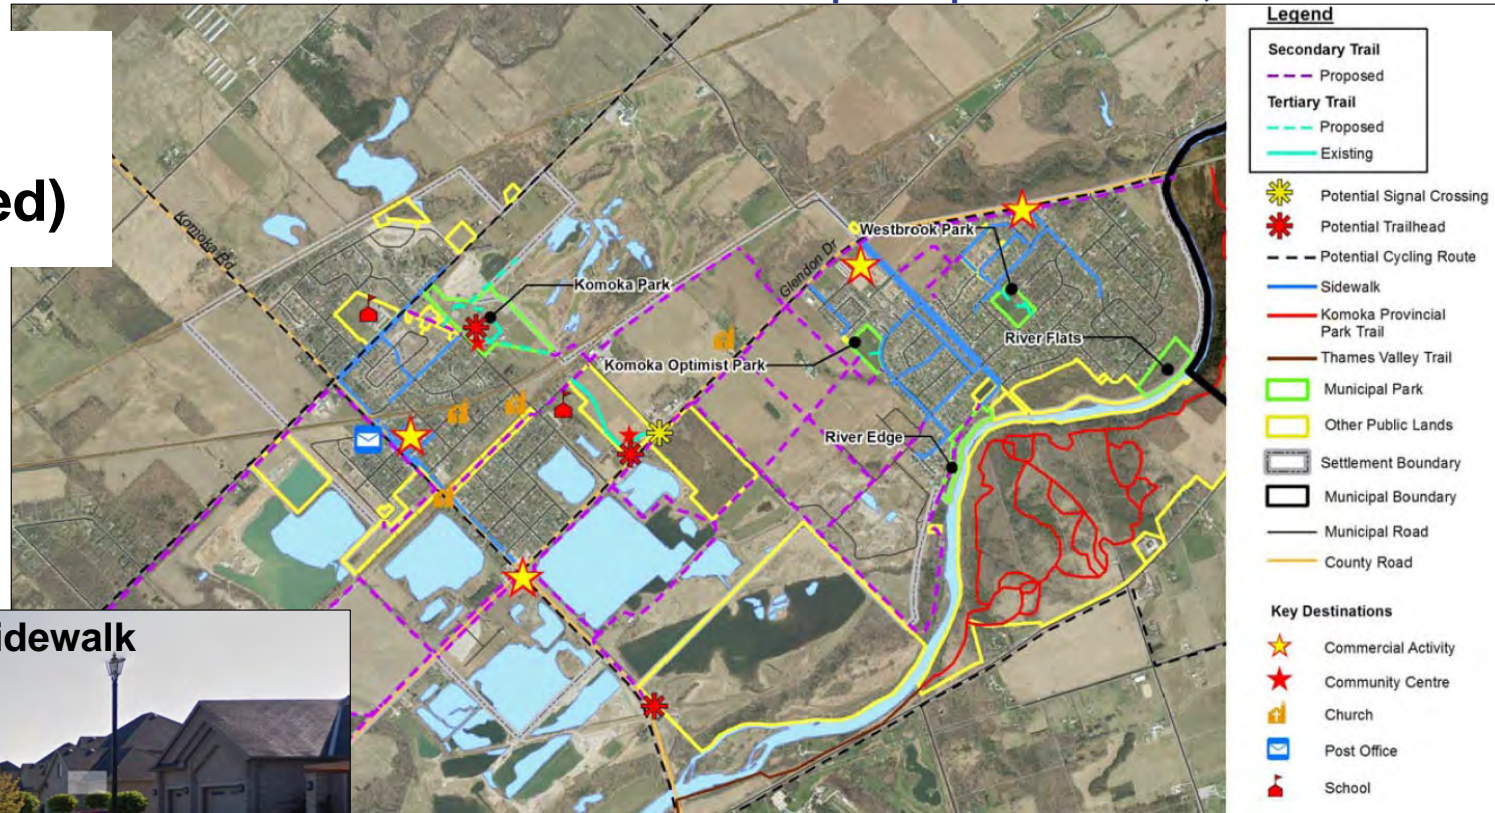 ed)
Komoka Rd
Glendon Dr
Westbrook Park
Komoka Park
River Flats
Komoka Optimist Park
River Edge
idewalk
Legend
Secondary Trail
Proposed
Tertiary Trail
Proposed
Existing
Potential Signal Crossing
Potential Trailhead
Potential Cycling Route
Sidewalk
Komoka Provincial
Park Trail
Thames Valley Trail
Municipal Park
Other Public Lands
Settlement Boundary
Municipal Boundary
Municipal Road
County Road
Key Destinations
Commercial Activity
Community Centre
Church
Post Office
School